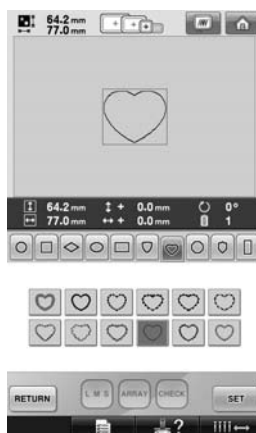 64.2 mm
77.0 mm
64.2 mm + 0.0 mm 0°
77.0 mm + 0.0 mm 1
RETURN L M S ARRAY CHECK SET
?